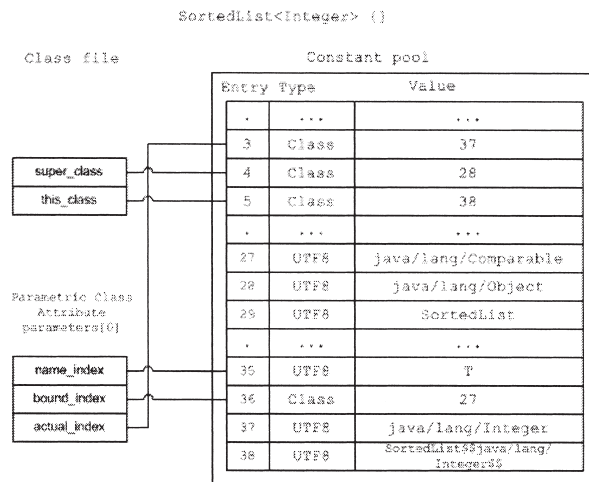 SortedList<Integer> {}
Class file
Constant pool
Entry Type Value
. ... ...
3 Class 37
super_class 4 Class 28
this_class 5 Class 38
. ... ...
27 UTF8 java/lang/Comparable
28 UTF8 java/lang/Object
29 UTF8 SortedList
Parametric Class
Attribute
parameters[0]
. ... ...
name_index 35 UTF8 T
bound_index 36 Class 27
actual_index 37 UTF8 java/lang/Integer
38 UTF8 SortedList$$java/lang/
Integer$$